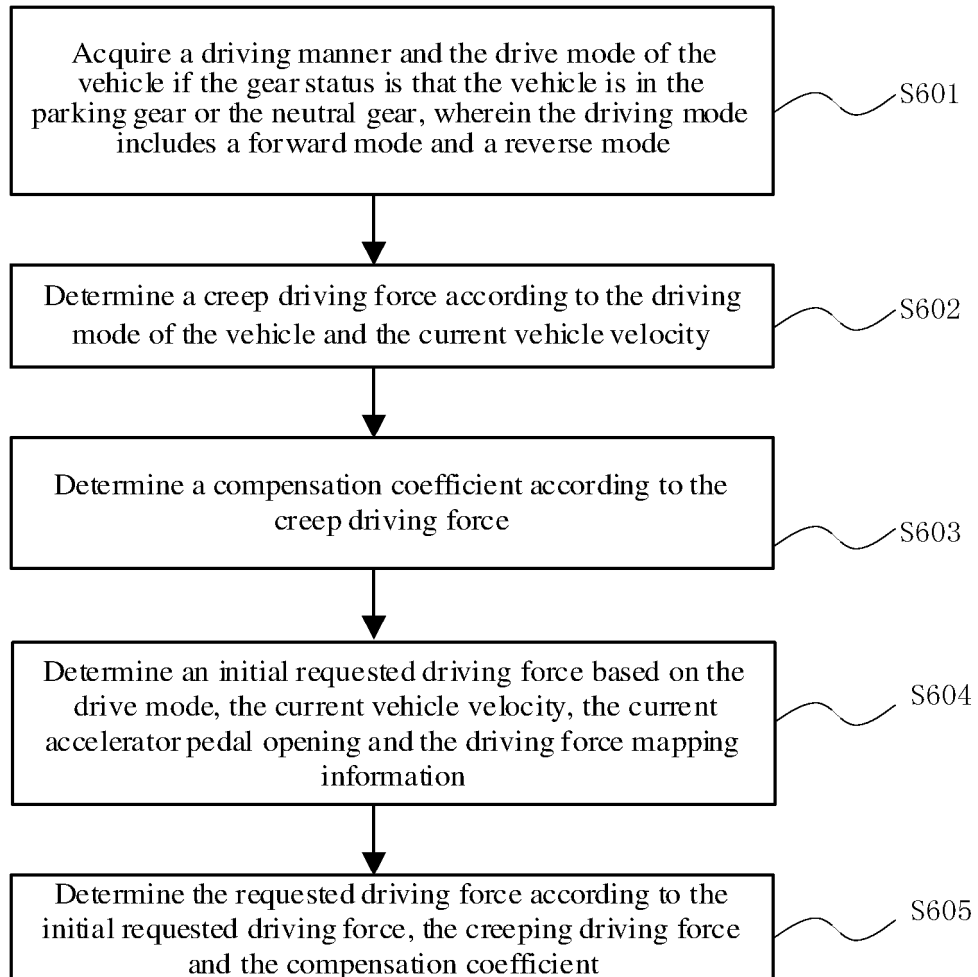 Acquire a driving manner and the drive mode of the
vehicle if the gear status is that the vehicle is in the
parking gear or the neutral gear, wherein the driving mode
includes a forward mode and a reverse mode
S601
Determine a creep driving force according to the driving
mode of the vehicle and the current vehicle velocity
S602
Determine a compensation coefficient according to the
creep driving force
S603
Determine an initial requested driving force based on the
drive mode, the current vehicle velocity, the current
accelerator pedal opening and the driving force mapping
information
S604
Determine the requested driving force according to the
initial requested driving force, the creeping driving force
and the compensation coefficient
S605